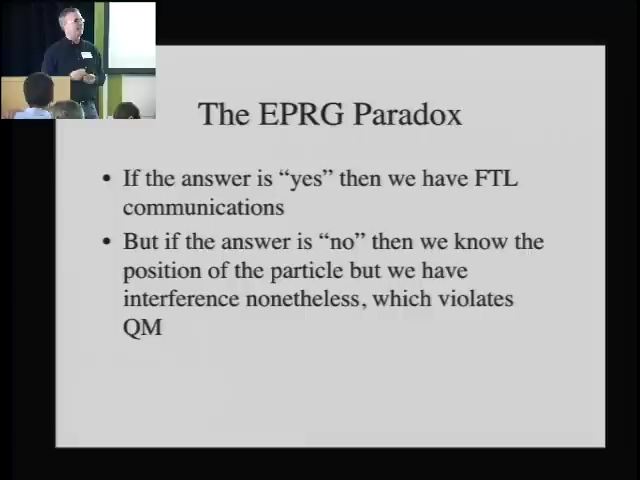 The EPRG Paradox
• If the answer is “yes” then we have FTL
communications
• But if the answer is “no” then we know the
position of the particle but we have
interference nonetheless, which violates
QM